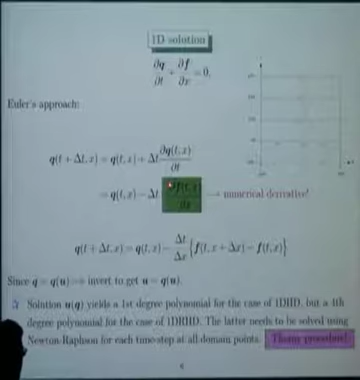 1D solution
∂q/∂t + ∂f/∂x = 0,
Euler's approach:
q(t + Δt, x) = q(t, x) + Δt ∂q(t, x)/∂t
= q(t, x) − Δt ∂f(t, x)/∂x → numerical derivative!
q(t + Δt, x) = q(t, x) − Δt/Δx {f(t, x + Δx) − f(t, x)}
Since q = q(u) ⟹ invert to get u = u(q).
Solution u(q) yields a 1st degree polynomial for the case of 1DHD, but a 4th
degree polynomial for the case of 1DRHD. The latter needs to be solved using
Newton-Raphson for each time-step at all domain points.
procedure!
6